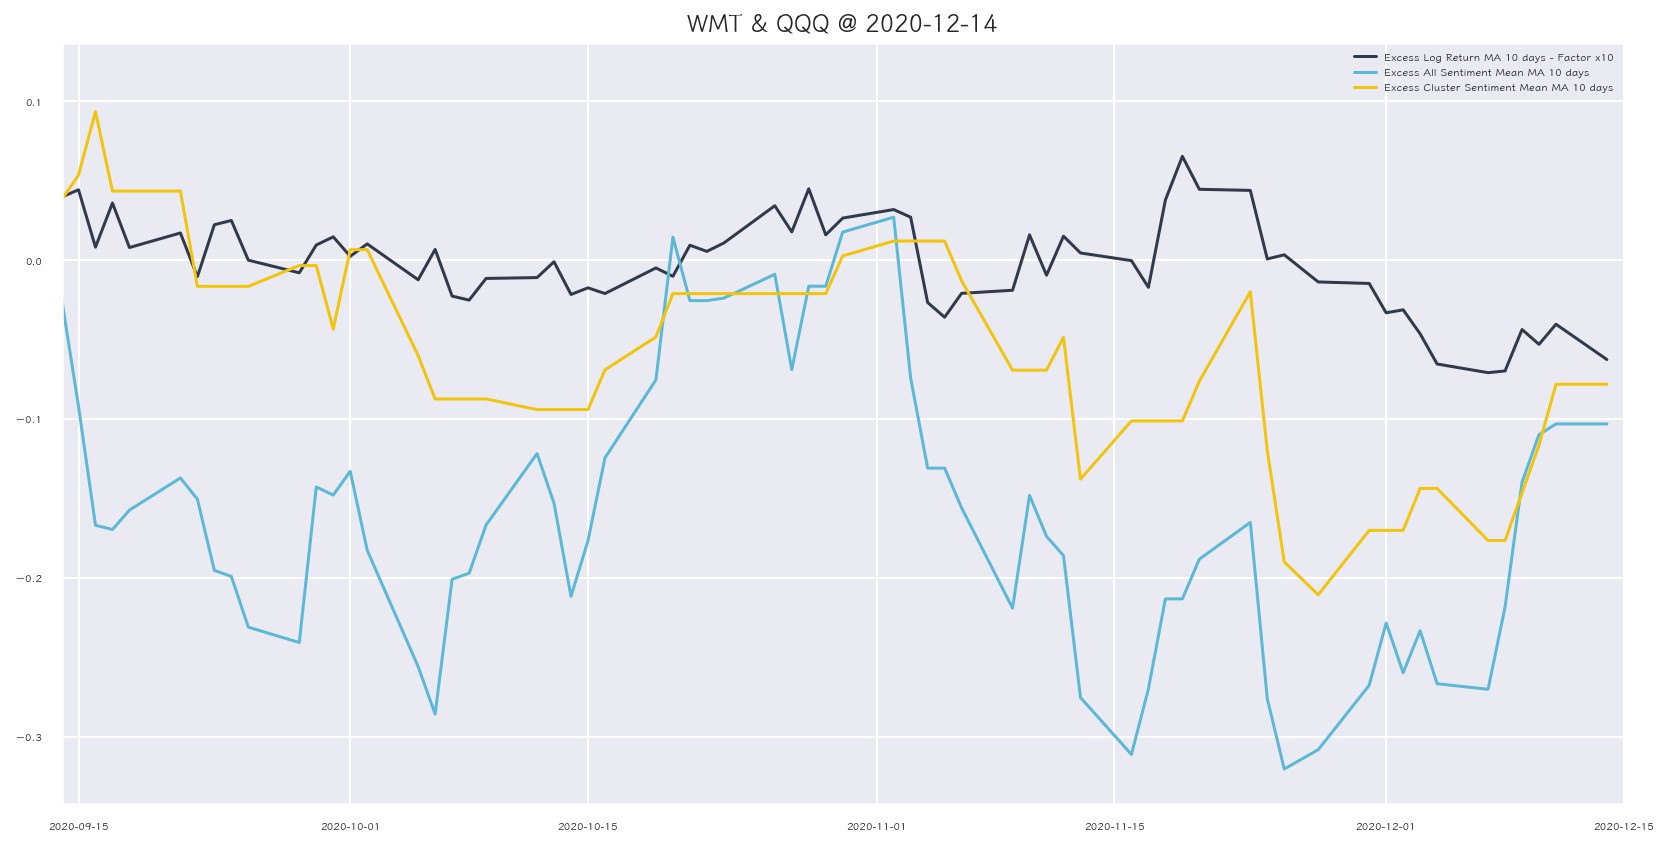 WMT & QQQ @ 2020-12-14
Excess Log Return MA 10 days - Factor x10
Excess All Sentiment Mean MA 10 days
Excess Cluster Sentiment Mean MA 10 days
0.1
0.0
−0.1
−0.2
−0.3
2020-09-15 2020-10-01 2020-10-15 2020-11-01 2020-11-15 2020-12-01 2020-12-15